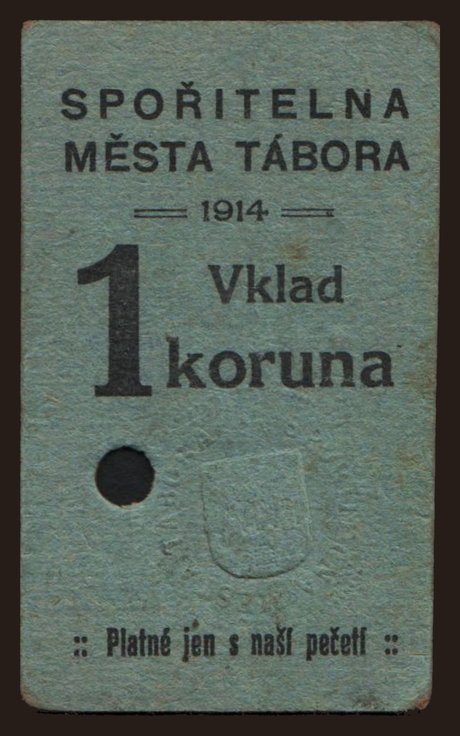 SPOŘITELNA
MĚSTA TÁBORA
1914
1 Vklad
koruna
:: Platné jen s naší pečetí ::